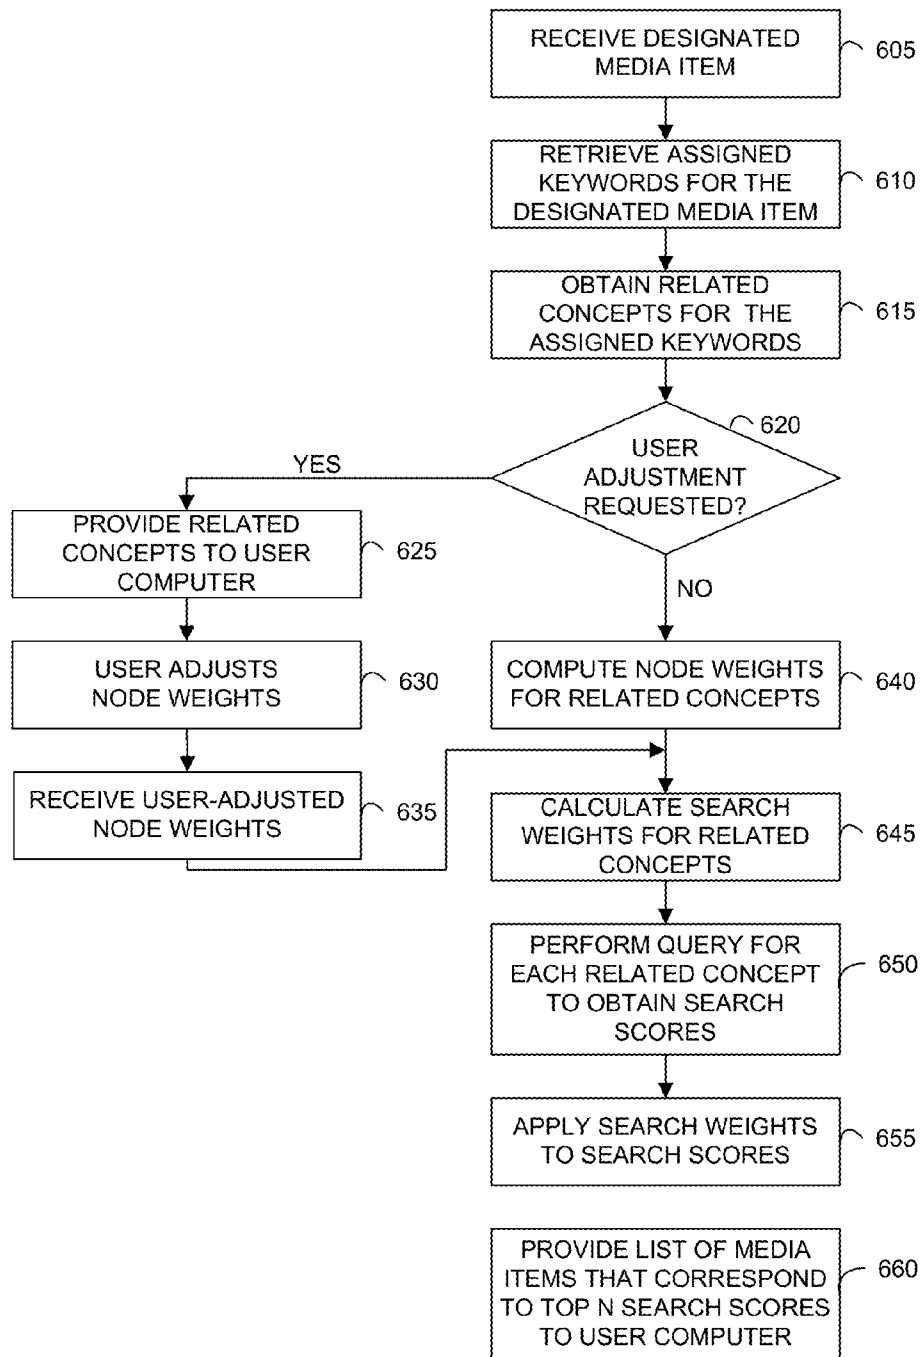 RECEIVE DESIGNATED
MEDIA ITEM
605
RETRIEVE ASSIGNED
KEYWORDS FOR THE
DESIGNATED MEDIA ITEM
610
OBTAIN RELATED
CONCEPTS FOR THE
ASSIGNED KEYWORDS
615
620
USER
ADJUSTMENT
REQUESTED?
YES
NO
PROVIDE RELATED
CONCEPTS TO USER
COMPUTER
625
USER ADJUSTS
NODE WEIGHTS
630
RECEIVE USER-ADJUSTED
NODE WEIGHTS
635
COMPUTE NODE WEIGHTS
FOR RELATED CONCEPTS
640
CALCULATE SEARCH
WEIGHTS FOR RELATED
CONCEPTS
645
PERFORM QUERY FOR
EACH RELATED CONCEPT
TO OBTAIN SEARCH
SCORES
650
APPLY SEARCH WEIGHTS
TO SEARCH SCORES
655
PROVIDE LIST OF MEDIA
ITEMS THAT CORRESPOND
TO TOP N SEARCH SCORES
TO USER COMPUTER
660